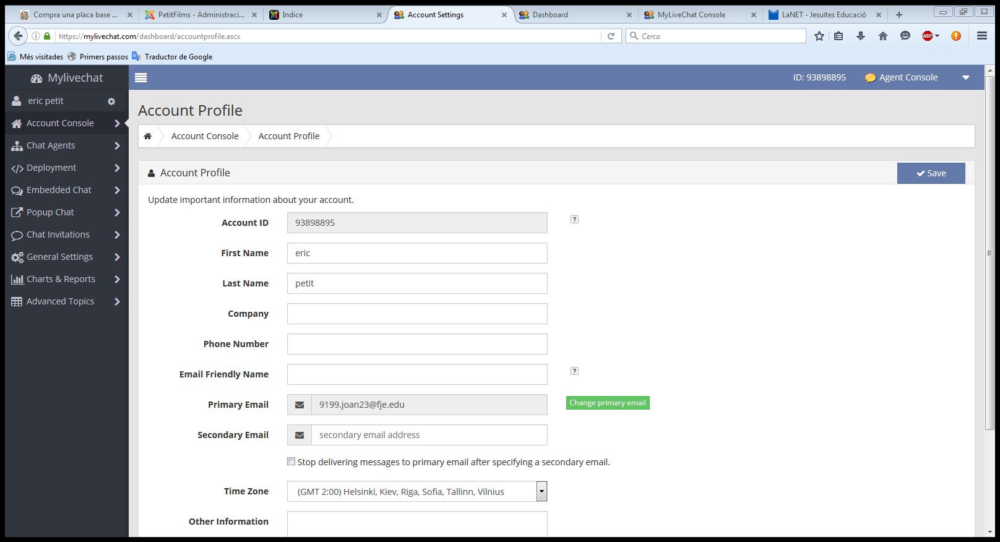 Compra una placa base ...
PetitFilms - Administraci...
Indice
Account Settings
Dashboard
MyLiveChat Console
LaNET - Jesuïtes Educació
https://mylivechat.com/dashboard/accountprofile.ascx
Cerca
ABP
Més visitades
Primers passos
Traductor de Google
Mylivechat
ID: 93898895
Agent Console
eric petit
Account Console
Chat Agents
Deployment
Embedded Chat
Popup Chat
Chat Invitations
General Settings
Charts & Reports
Advanced Topics
Account Profile
Account Console
Account Profile
Account Profile
Save
Update important information about your account.
Account ID
93898895
?
First Name
eric
Last Name
petit
Company
Phone Number
Email Friendly Name
?
Primary Email
9199.joan23@fje.edu
Change primary email
Secondary Email
secondary email address
Stop delivering messages to primary email after specifying a secondary email.
Time Zone
(GMT 2:00) Helsinki, Kiev, Riga, Sofia, Tallinn, Vilnius
Other Information